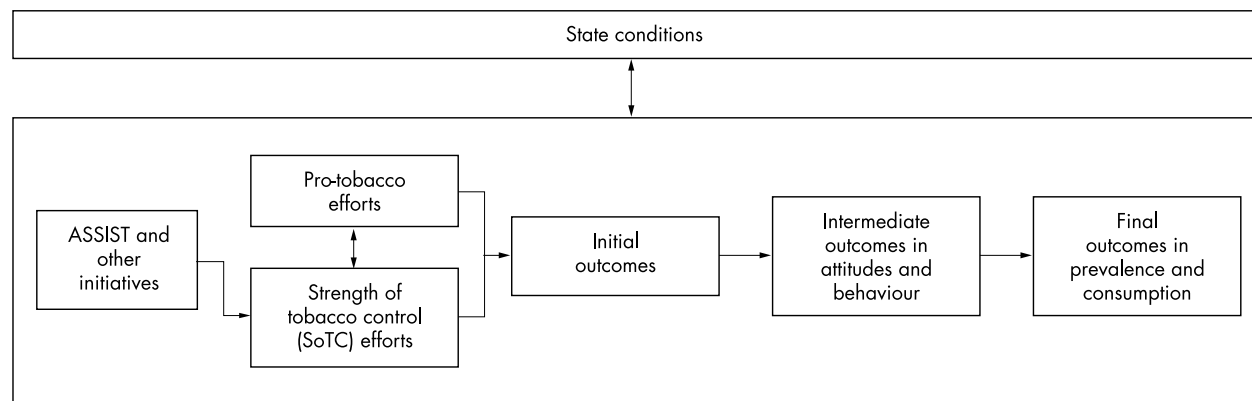 State conditions
Pro-tobacco
efforts
ASSIST and
other
initiatives
Strength of
tobacco control
(SoTC) efforts
Initial
outcomes
Intermediate
outcomes in
attitudes and
behaviour
Final
outcomes in
prevalence and
consumption